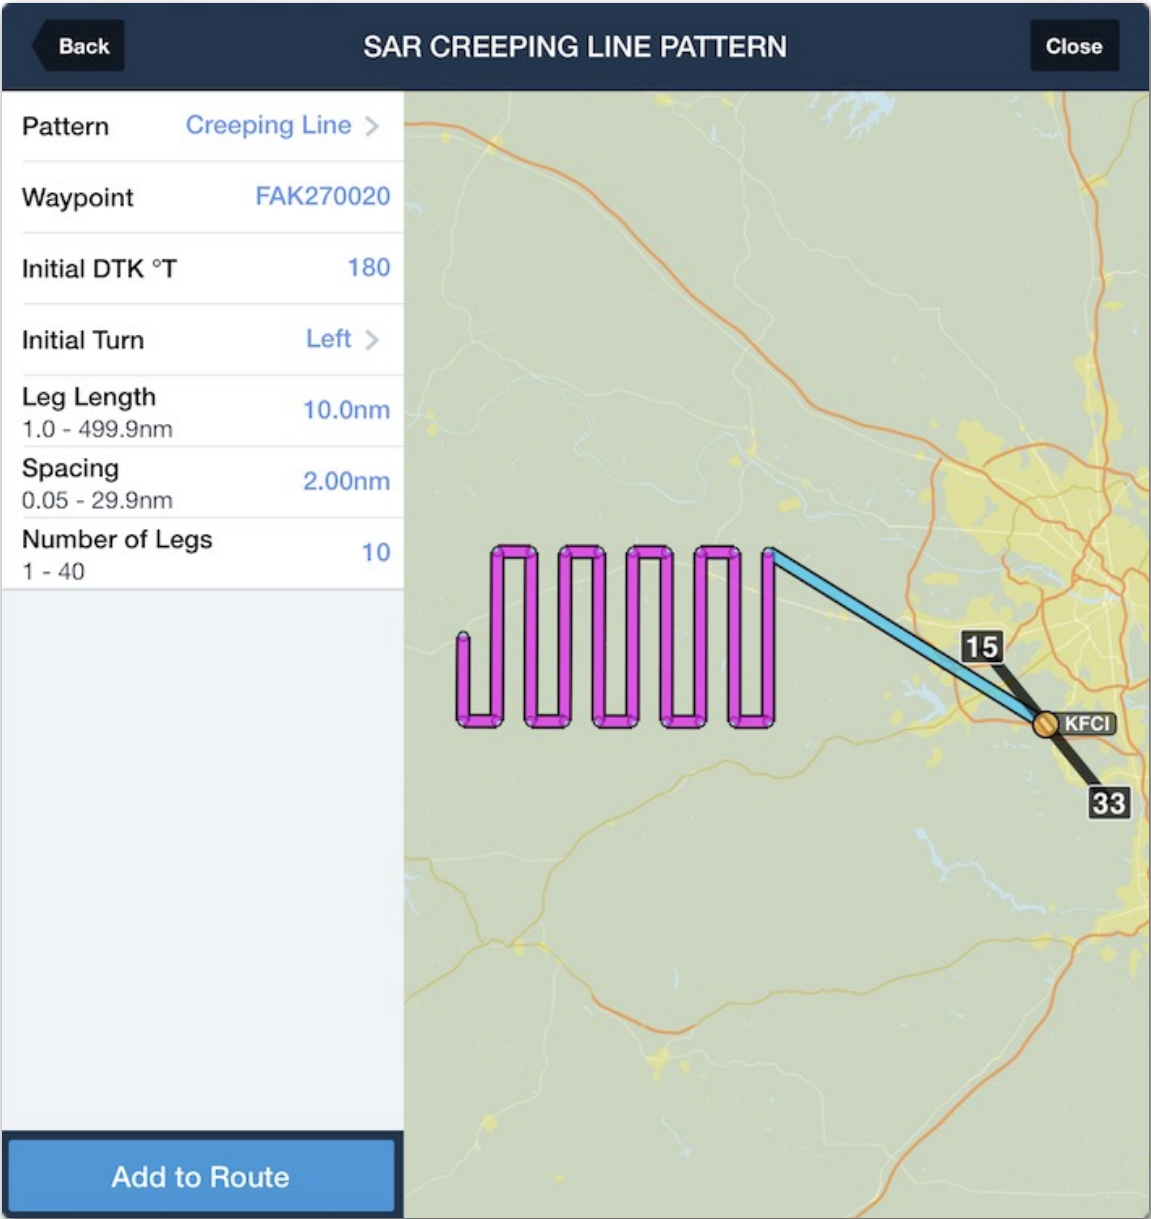 Back
SAR CREEPING LINE PATTERN
Close
Pattern Creeping Line
Waypoint FAK270020
Initial DTK °T 180
Initial Turn Left
Leg Length
1.0 - 499.9nm
10.0nm
Spacing
0.05 - 29.9nm
2.00nm
Number of Legs
1 - 40
10
15
KFCI
33
Add to Route